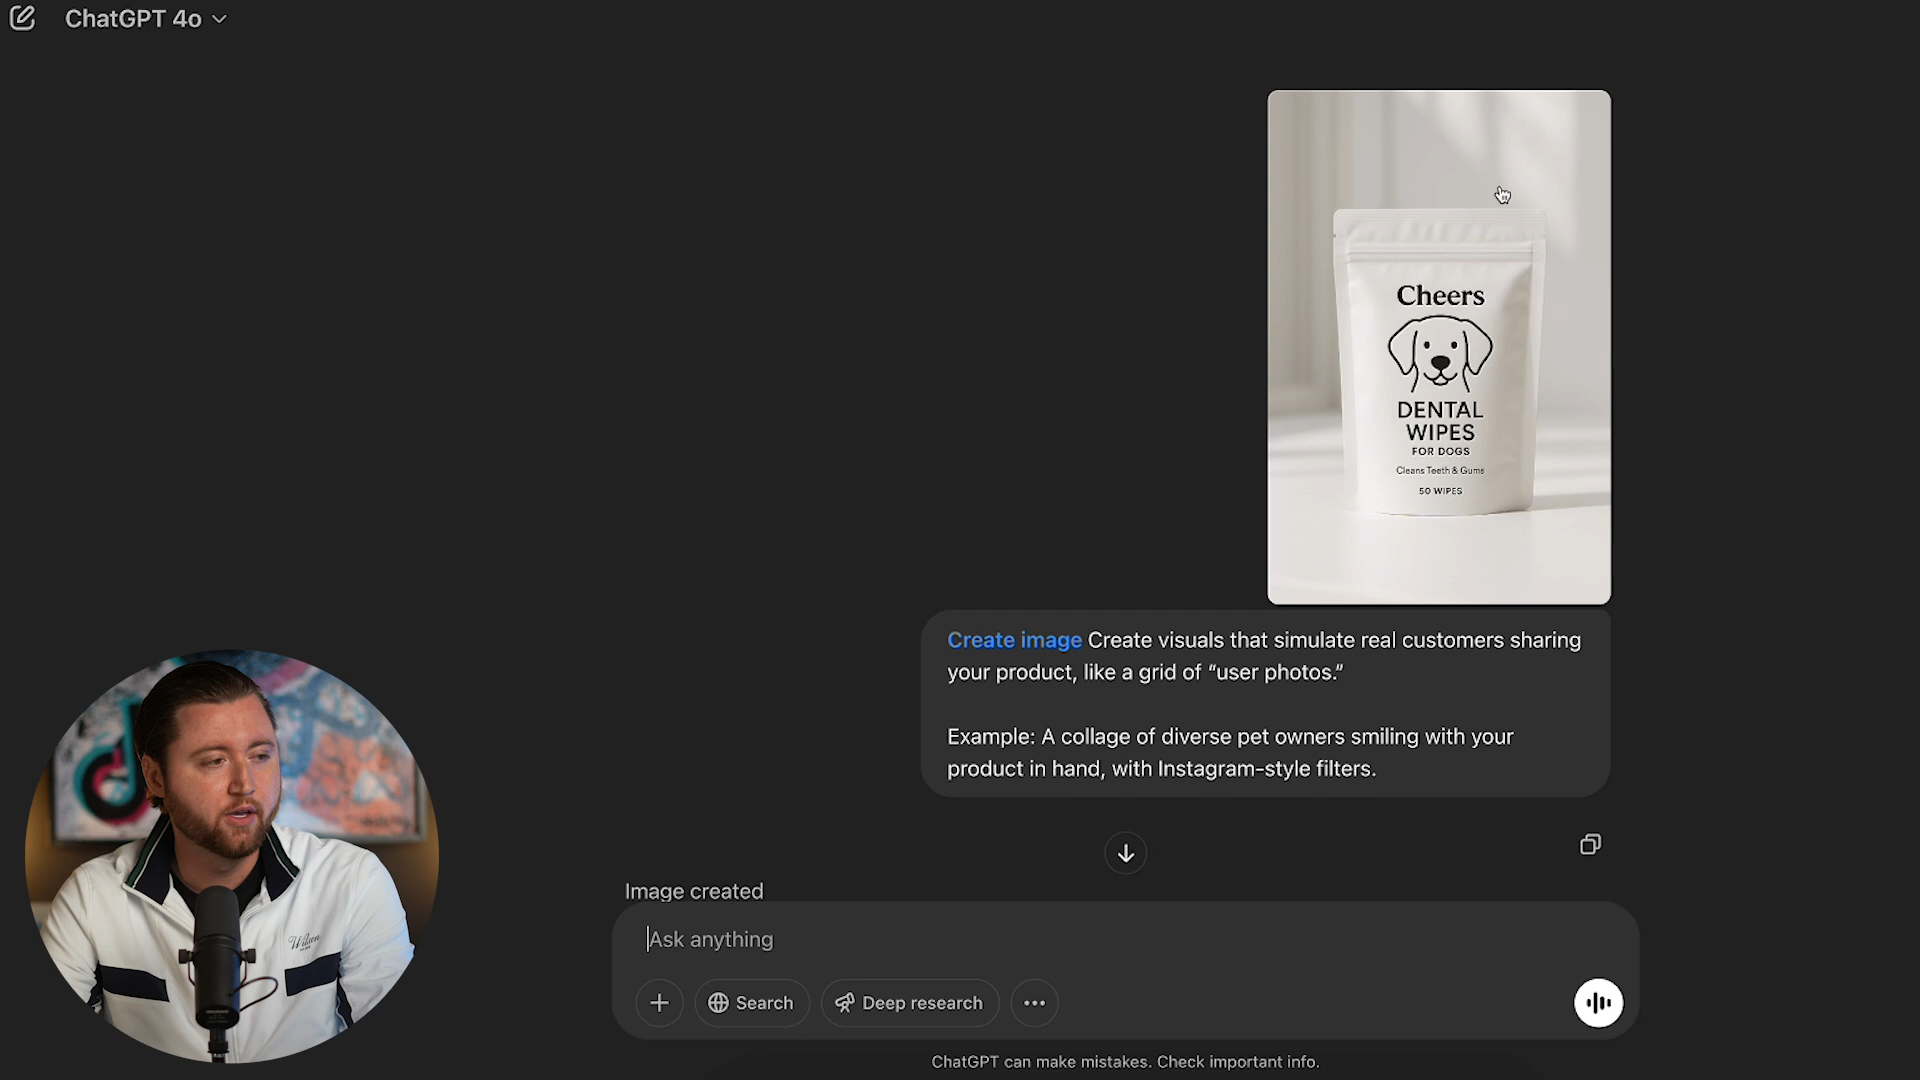 ChatGPT 4o
Cheers
DENTAL
WIPES
FOR DOGS
Cleans Teeth & Gums
50 WIPES
Create image Create visuals that simulate real customers sharing
your product, like a grid of “user photos.”
Example: A collage of diverse pet owners smiling with your
product in hand, with Instagram-style filters.
Image created
Ask anything
Search
Deep research
Wilson
ChatGPT can make mistakes. Check important info.